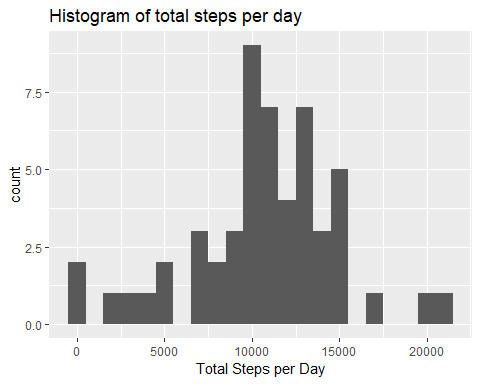 Histogram of total steps per day
7.5
5.0
2.5
0.0
count
0 5000 10000 15000 20000
Total Steps per Day